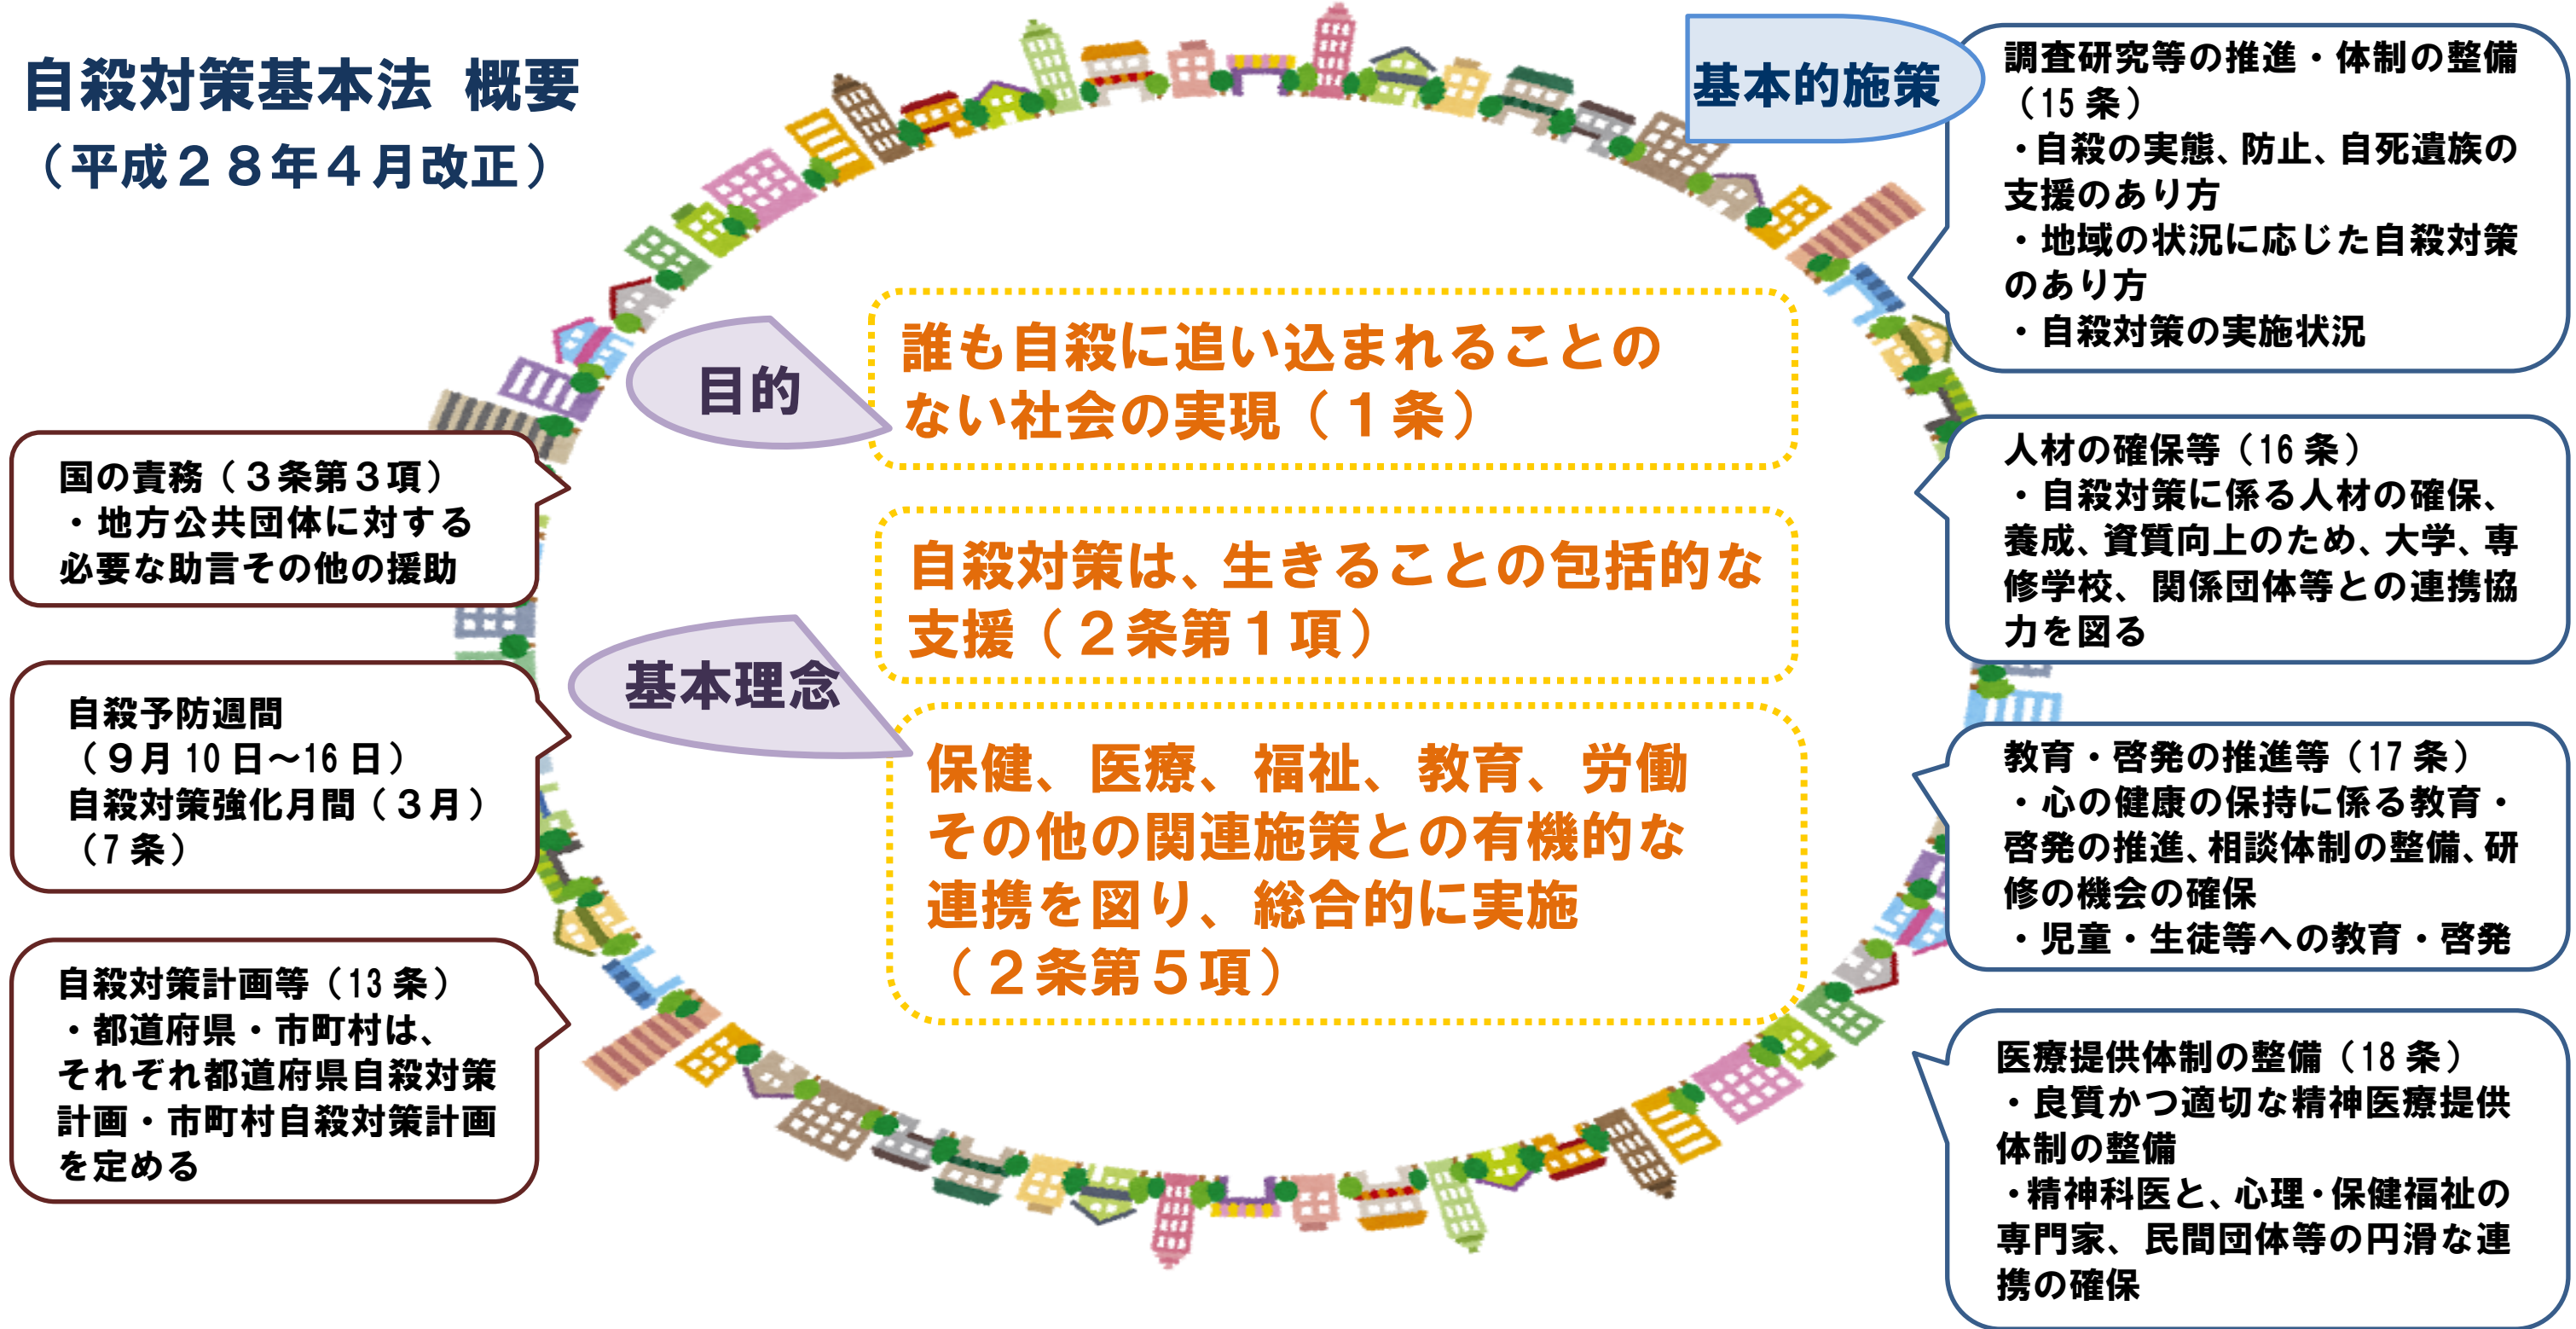 自殺対策基本法 概要
（平成２８年４月改正）
目的
誰も自殺に追い込まれることの
ない社会の実現（１条）
基本理念
自殺対策は、生きることの包括的な
支援（２条第１項）
保健、医療、福祉、教育、労働
その他の関連施策との有機的な
連携を図り、総合的に実施
（２条第５項）
国の責務（３条第３項）
・地方公共団体に対する
必要な助言その他の援助
自殺予防週間
（９月10日～16日）
自殺対策強化月間（３月）
（7条）
自殺対策計画等（13条）
・都道府県・市町村は、
それぞれ都道府県自殺対策
計画・市町村自殺対策計画
を定める
基本的施策
調査研究等の推進・体制の整備
（15条）
・自殺の実態、防止、自死遺族の
支援のあり方
・地域の状況に応じた自殺対策
のあり方
・自殺対策の実施状況
人材の確保等（16条）
・自殺対策に係る人材の確保、
養成、資質向上のため、大学、専
修学校、関係団体等との連携協
力を図る
教育・啓発の推進等（17条）
・心の健康の保持に係る教育・
啓発の推進、相談体制の整備、研
修の機会の確保
・児童・生徒等への教育・啓発
医療提供体制の整備（18条）
・良質かつ適切な精神医療提供
体制の整備
・精神科医と、心理・保健福祉の
専門家、民間団体等の円滑な連
携の確保